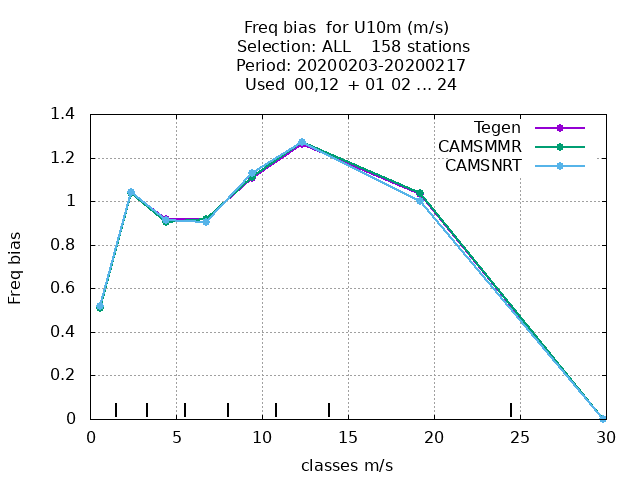 Freq bias  for U10m (m/s)
Selection: ALL    158 stations
Period: 20200203-20200217
Used  00,12  + 01 02 ... 24
Tegen
CAMSMMR
CAMSNRT
1.4
1.2
1
0.8
0.6
0.4
0.2
0
Freq bias
0 5 10 15 20 25 30
classes m/s